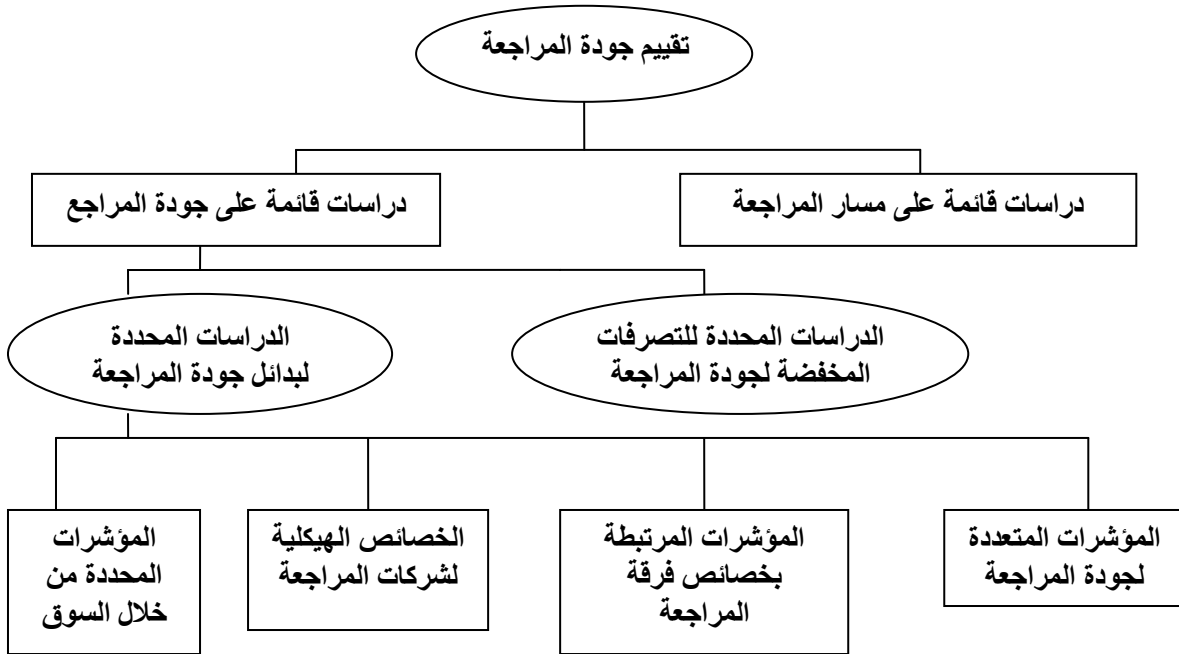 تقييم جودة المراجعة
دراسات قائمة على مسار المراجعة
دراسات قائمة على جودة المراجع
الدراسات المحددة للتصرفات
المخفضة لجودة المراجعة
الدراسات المحددة
لبدائل جودة المراجعة
المؤشرات المتعددة
لجودة المراجعة
المؤشرات المرتبطة
بخصائص فرقة
المراجعة
الخصائص الهيكلية
لشركات المراجعة
المؤشرات
المحددة من
خلال السوق